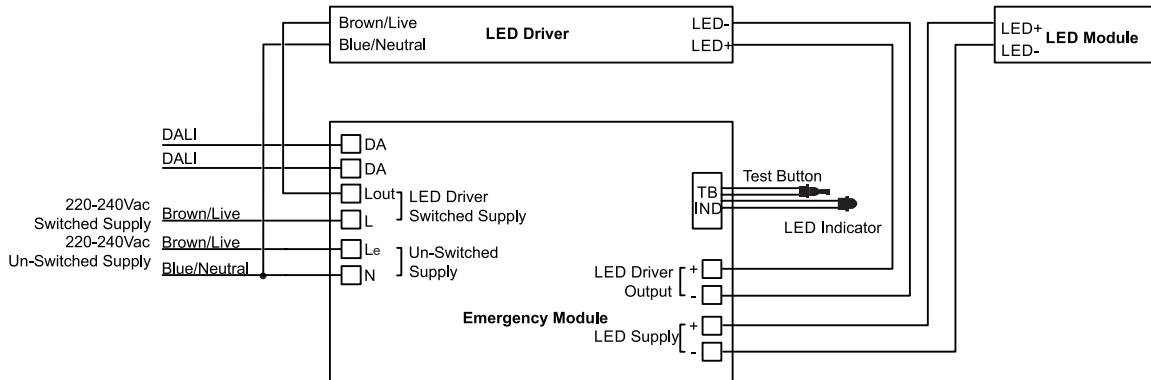 Brown/Live
Blue/Neutral
LED Driver
LED-
LED+
LED+
LED-
LED Module
DALI
DALI
DA
DA
Lout
LED Driver
Switched Supply
L
220-240Vac
Switched Supply
Brown/Live
220-240Vac
Un-Switched Supply
Brown/Live
Blue/Neutral
Le
N
Un-Switched
Supply
TB
IND
Test Button
LED Indicator
LED Driver
Output
+
-
Emergency Module
LED Supply
+
-